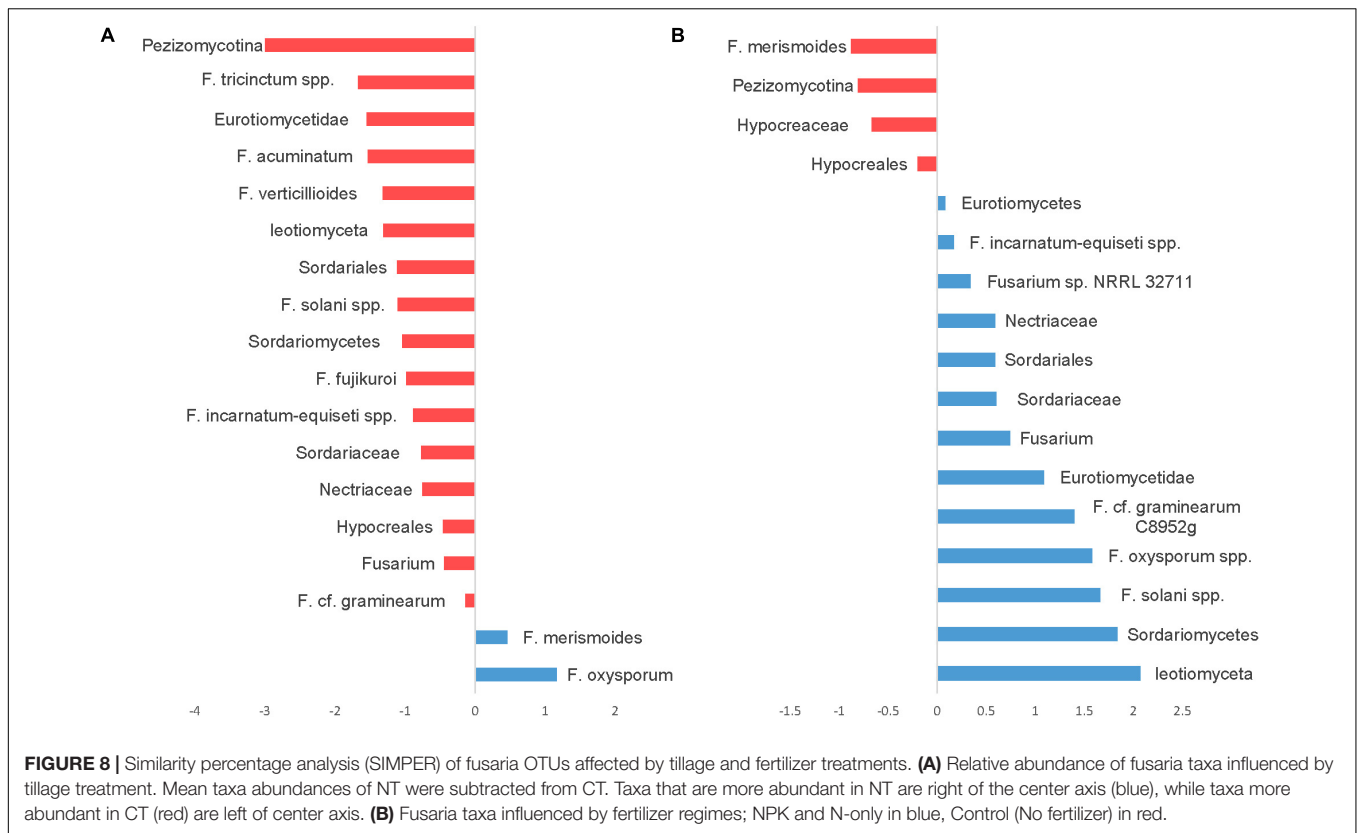 A
Pezizomycotina
F. tricinctum spp.
Eurotiomycetidae
F. acuminatum
F. verticillioides
leotiomyceta
Sordariales
F. solani spp.
Sordariomycetes
F. fujikuroi
F. incarnatum-equiseti spp.
Sordariaceae
Nectriaceae
Hypocreales
Fusarium
F. cf. graminearum
F. merismoides
F. oxysporum
-4 -3 -2 -1 0 1 2
B
F. merismoides
Pezizomycotina
Hypocreaceae
Hypocreales
Eurotiomycetes
F. incarnatum-equiseti spp.
Fusarium sp. NRRL 32711
Nectriaceae
Sordariales
Sordariaceae
Fusarium
Eurotiomycetidae
F. cf. graminearum
C8952g
F. oxysporum spp.
F. solani spp.
Sordariomycetes
leotiomyceta
-1.5 -1 -0.5 0 0.5 1 1.5 2 2.5
FIGURE 8 | Similarity percentage analysis (SIMPER) of fusaria OTUs affected by tillage and fertilizer treatments. (A) Relative abundance of fusaria taxa influenced by
tillage treatment. Mean taxa abundances of NT were subtracted from CT. Taxa that are more abundant in NT are right of the center axis (blue), while taxa more
abundant in CT (red) are left of center axis. (B) Fusaria taxa influenced by fertilizer regimes; NPK and N-only in blue, Control (No fertilizer) in red.